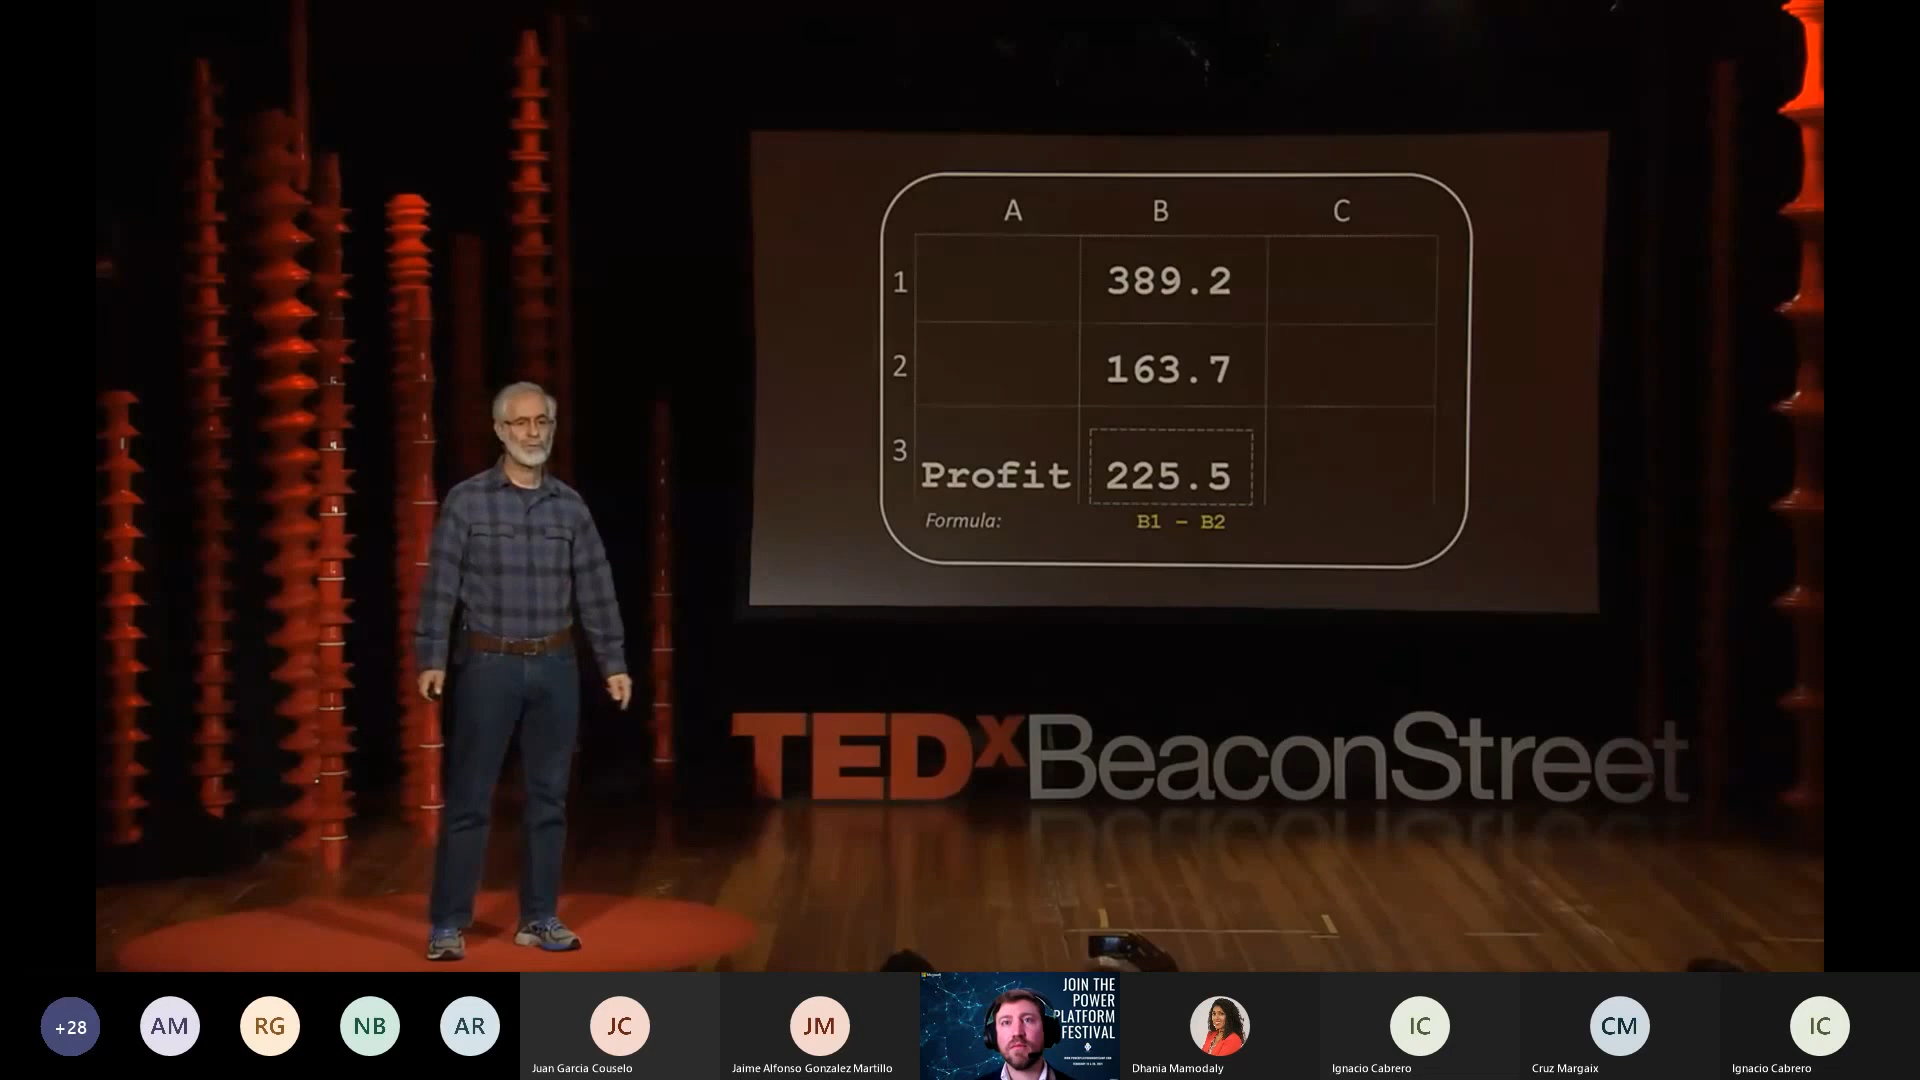 A B C
1 389.2
2 163.7
3 Profit 225.5
Formula: B1 - B2
TEDxBeaconStreet
+28
AM
RG
NB
AR
JC
Juan Garcia Couselo
JM
Jaime Alfonso Gonzalez Martillo
JOIN THE
POWER
PLATFORM
FESTIVAL
Dhania Mamodaly
IC
Ignacio Cabrero
CM
Cruz Margaix
IC
Ignacio Cabrero